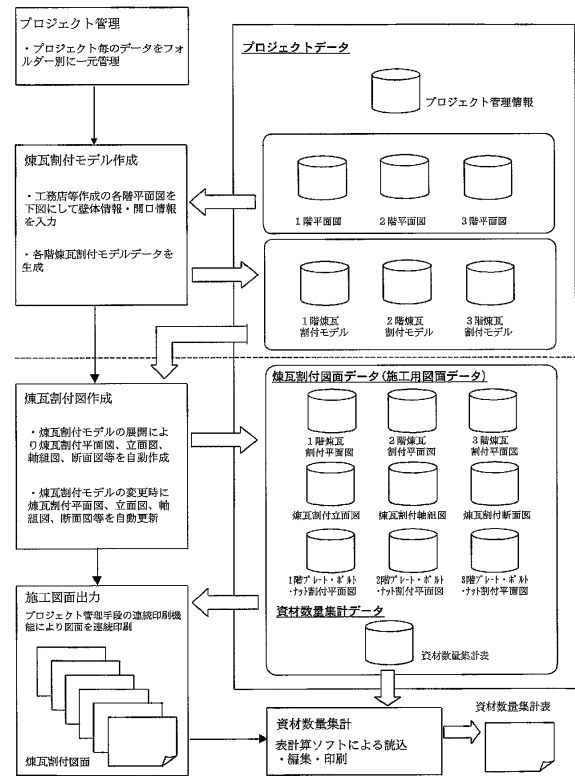 プロジェクト管理
・プロジェクト毎のデータをフォ
ルダー別に一元管理
煉瓦割付モデル作成
・工務店等作成の各階平面図を
下図にして壁体情報・開口情報
を入力
・各階煉瓦割付モデルデータを
生成
煉瓦割付図作成
・煉瓦割付モデルの展開によ
り煉瓦割付平面図、立面図、
軸組図、断面図等を自動作成
・煉瓦割付モデルの変更時に
煉瓦割付平面図、立面図、軸
組図、断面図等を自動更新
施工図面出力
プロジェクト管理手段の連続印刷機
能により図面を連続印刷
煉瓦割付図面
プロジェクトデータ
プロジェクト管理情報
1階平面図
2階平面図
3階平面図
1階煉瓦
割付モデル
2階煉瓦
割付モデル
3階煉瓦
割付モデル
煉瓦割付図面データ(施工用図面データ)
1階煉瓦
割付平面図
2階煉瓦
割付平面図
3階煉瓦
割付平面図
煉瓦割付立面図
煉瓦割付軸組図
煉瓦割付断面図
1階プレート・ボルト
・ナット割付平面図
2階プレート・ボルト
・ナット割付平面図
3階プレート・ボルト
・ナット割付平面図
資材数量集計データ
資材数量集計表
資材数量集計
表計算ソフトによる読込
・編集・印刷
資材数量集計表